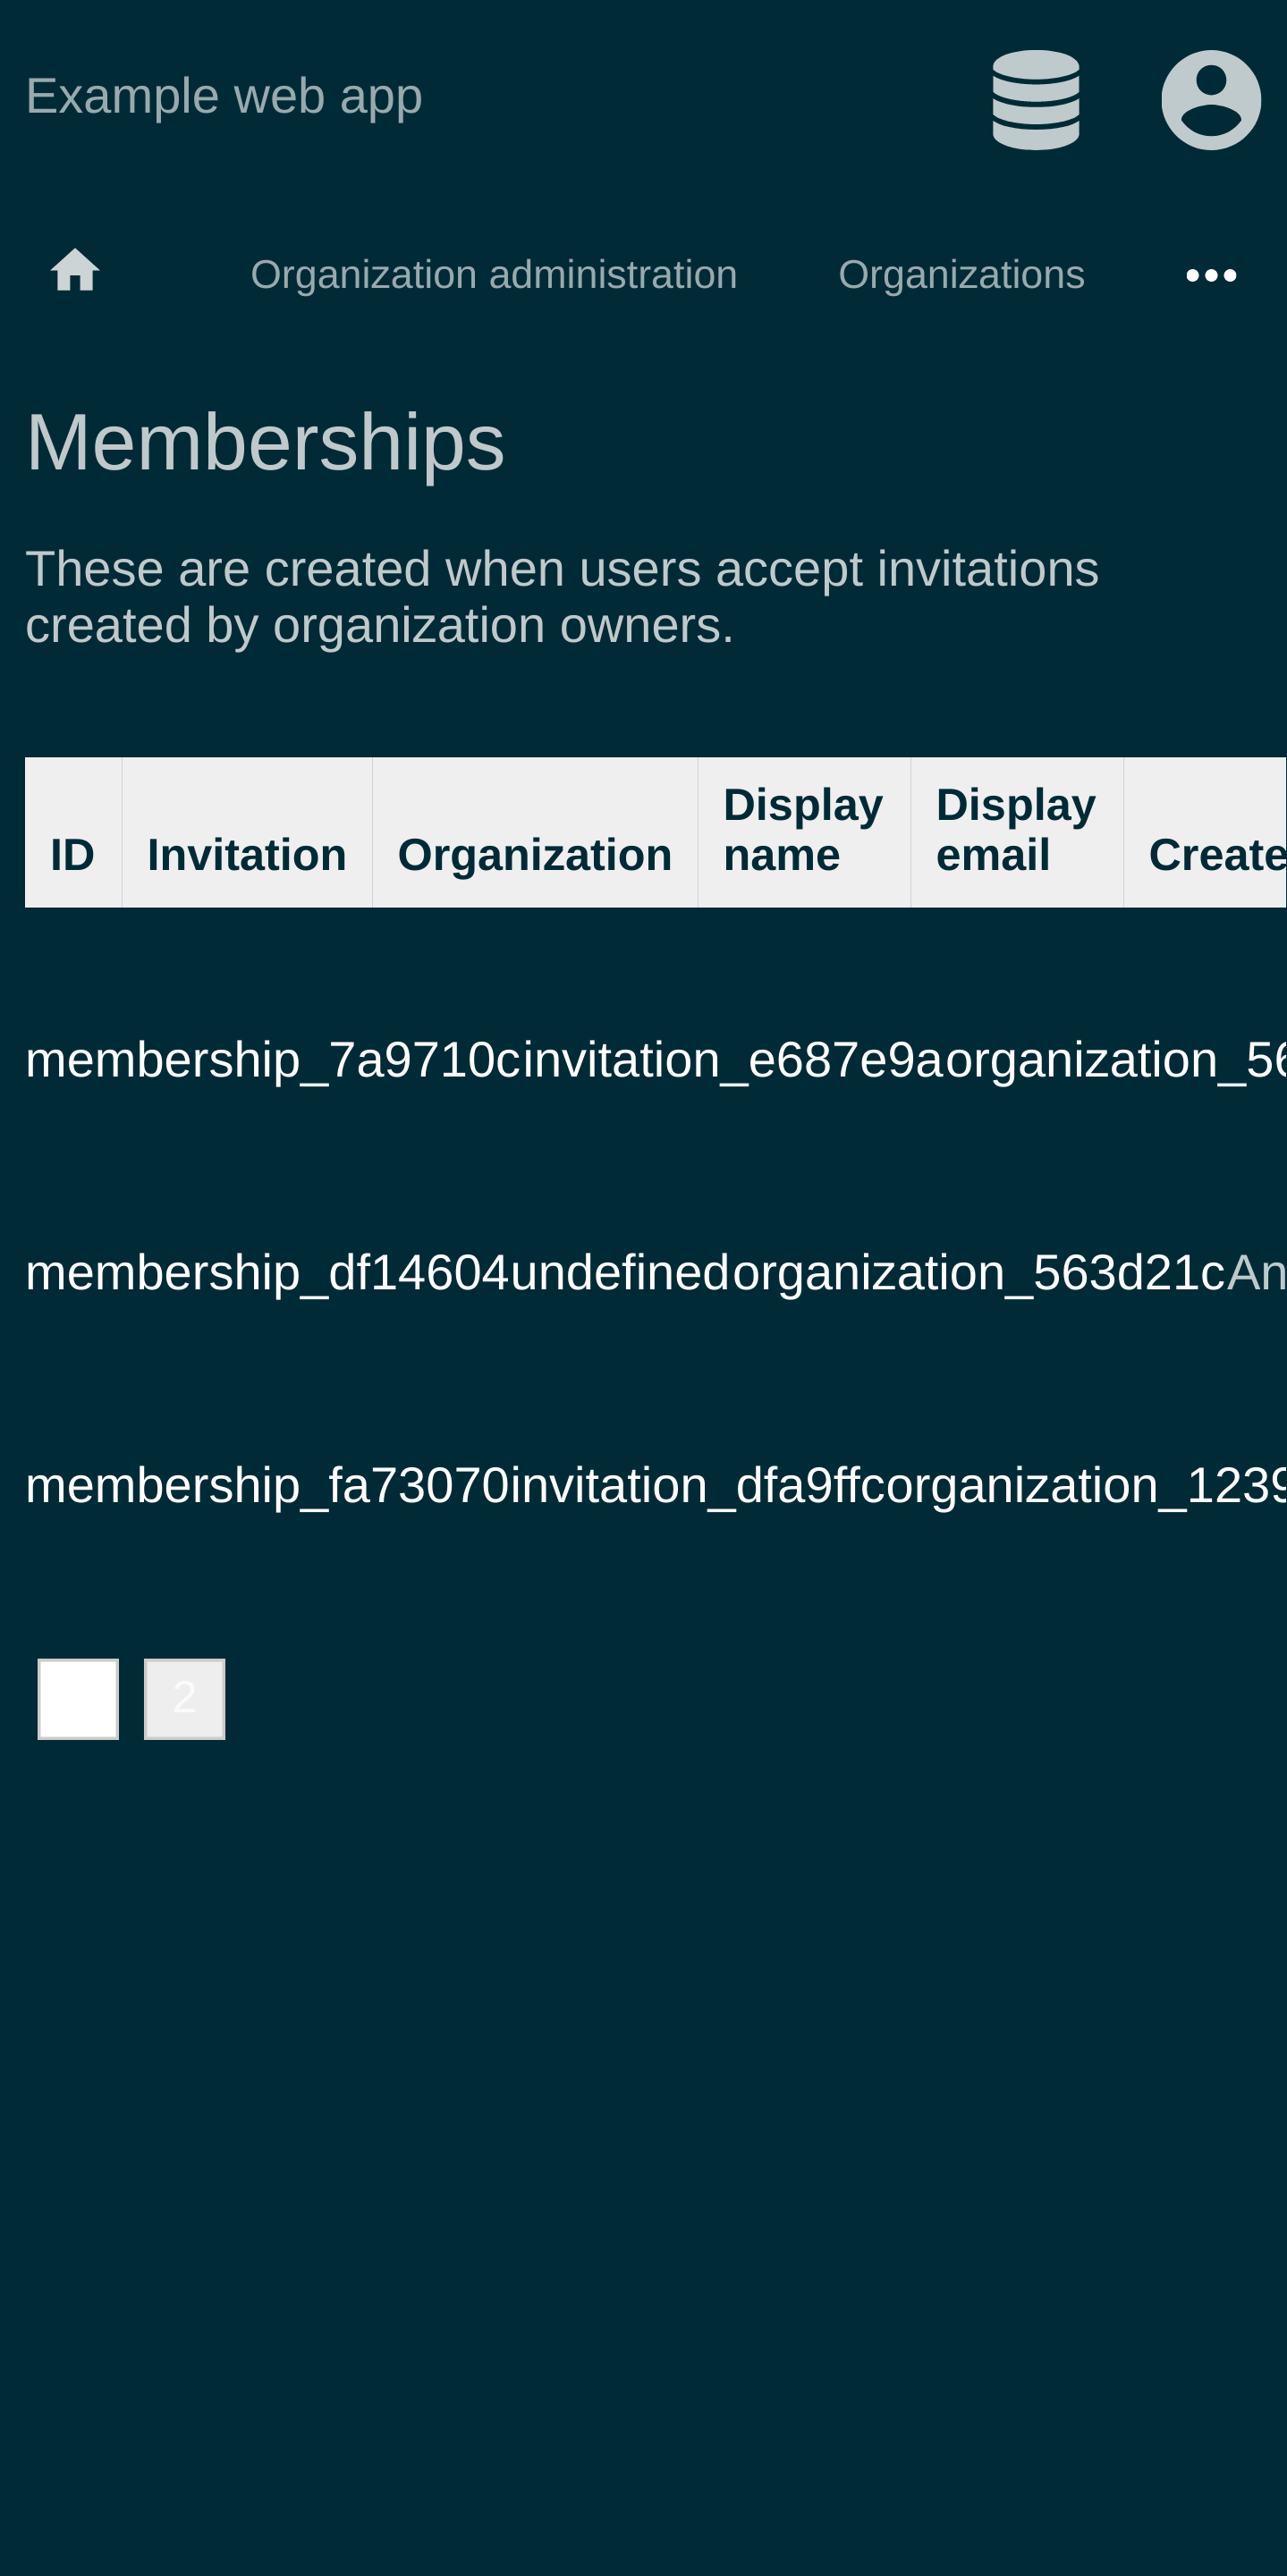 Example web app
Organization administration Organizations
Memberships
These are created when users accept invitations
created by organization owners.
ID Invitation Organization Display name Display email Create
membership_7a9710cinvitation_e687e9aorganization_56
membership_df14604undefinedorganization_563d21cAn
membership_fa73070invitation_dfa9ffcorganization_1239
2